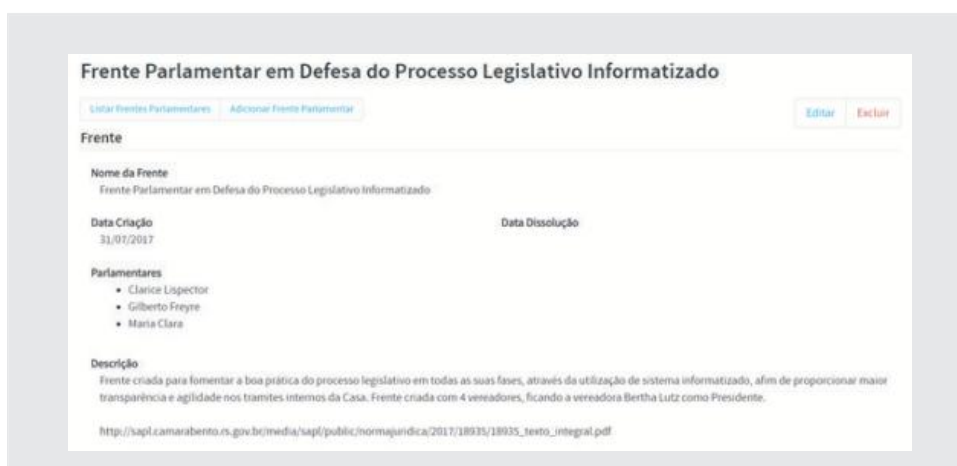 Frente Parlamentar em Defesa do Processo Legislativo Informatizado
Listar Frentes Parlamentares Adicionar Frente Parlamentar
Editar Excluir
Frente
Nome da Frente
Frente Parlamentar em Defesa do Processo Legislativo Informatizado
Data Criação Data Dissolução
31/07/2017
Parlamentares
• Clarice Lispector
• Gilberto Freyre
• Maria Clara
Descrição
Frente criada para fomentar a boa prática do processo legislativo em todas as suas fases, através da utilização de sistema informatizado, afim de proporcionar maior
transparência e agilidade nos tramites internos da Casa. Frente criada com 4 vereadores, ficando a vereadora Bertha Lutz como Presidente.
http://sapl.camarabento.rs.gov.br/media/sapl/public/normajuridica/2017/18935/18935_texto_integral.pdf